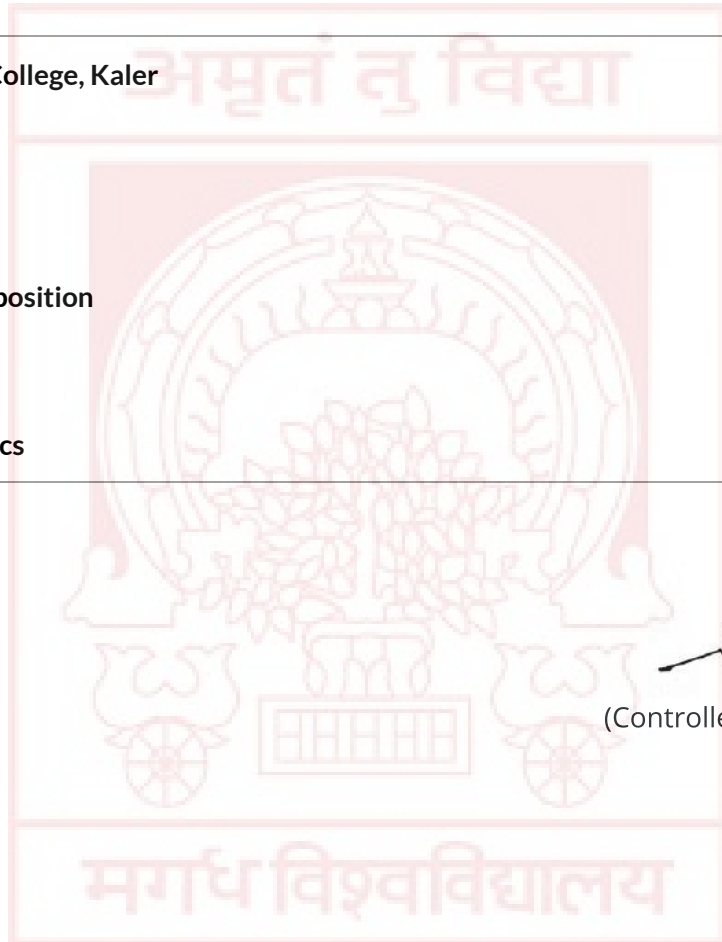 अमृतं तु विद्या
College, Kaler
position
cs
(Controlle
मगध विश्वविद्यालय